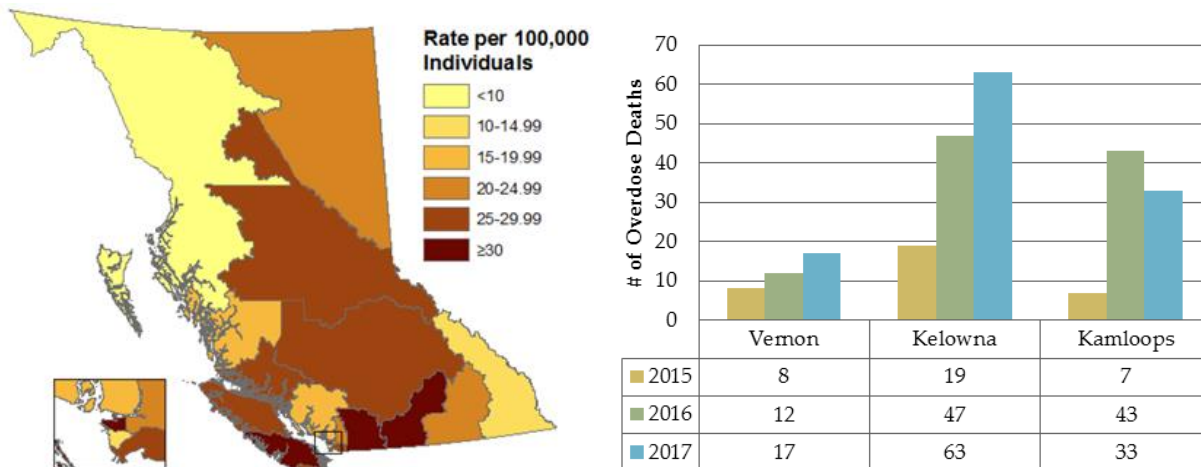 Rate per 100,000
Individuals
<10
10-14.99
15-19.99
20-24.99
25-29.99
≥30
# of Overdose Deaths
70
60
50
40
30
20
10
0
Vernon Kelowna Kamloops
2015 8 19 7
2016 12 47 43
2017 17 63 33